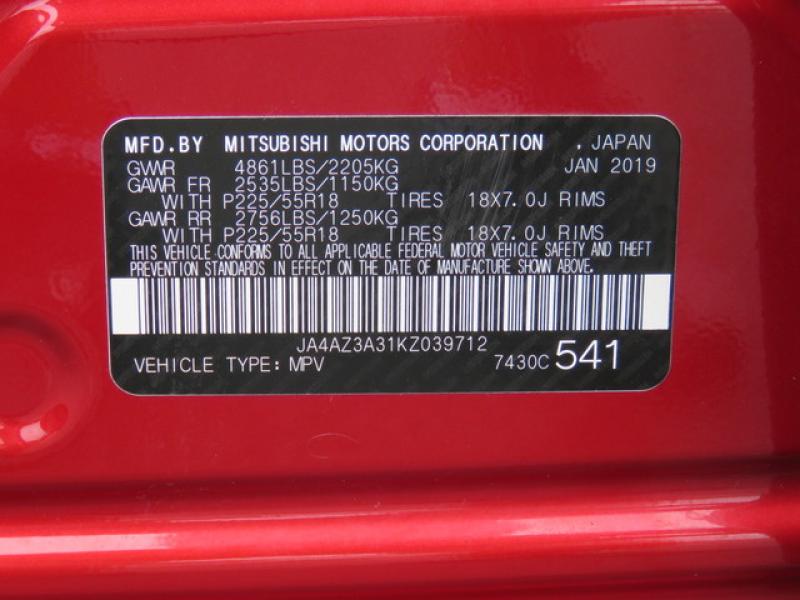 MFD.BY MITSUBISHI MOTORS CORPORATION . JAPAN
GVWR 4861LBS/2205KG JAN 2019
GAWR FR 2535LBS/1150KG
WITH P225/55R18 TIRES 18X7.0J RIMS
GAWR RR 2756LBS/1250KG
WITH P225/55R18 TIRES 18X7.0J RIMS
THIS VEHICLE CONFORMS TO ALL APPLICABLE FEDERAL MOTOR VEHICLE SAFETY AND THEFT
PREVENTION STANDARDS IN EFFECT ON THE DATE OF MANUFACTURE SHOWN ABOVE.
JA4AZ3A31KZ039712
VEHICLE TYPE: MPV 7430C 541